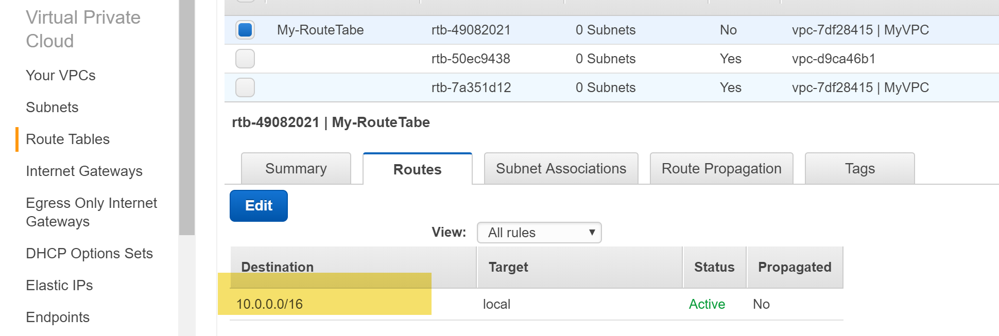 Virtual Private
Cloud
Your VPCs
Subnets
Route Tables
Internet Gateways
Egress Only Internet
Gateways
DHCP Options Sets
Elastic IPs
Endpoints
My-RouteTabe rtb-49082021 0 Subnets No vpc-7df28415 | MyVPC
rtb-50ec9438 0 Subnets Yes vpc-d9ca46b1
rtb-7a351d12 0 Subnets Yes vpc-7df28415 | MyVPC
rtb-49082021 | My-RouteTabe
Summary Routes Subnet Associations Route Propagation Tags
Edit
View: All rules
Destination Target Status Propagated
10.0.0.0/16 local Active No